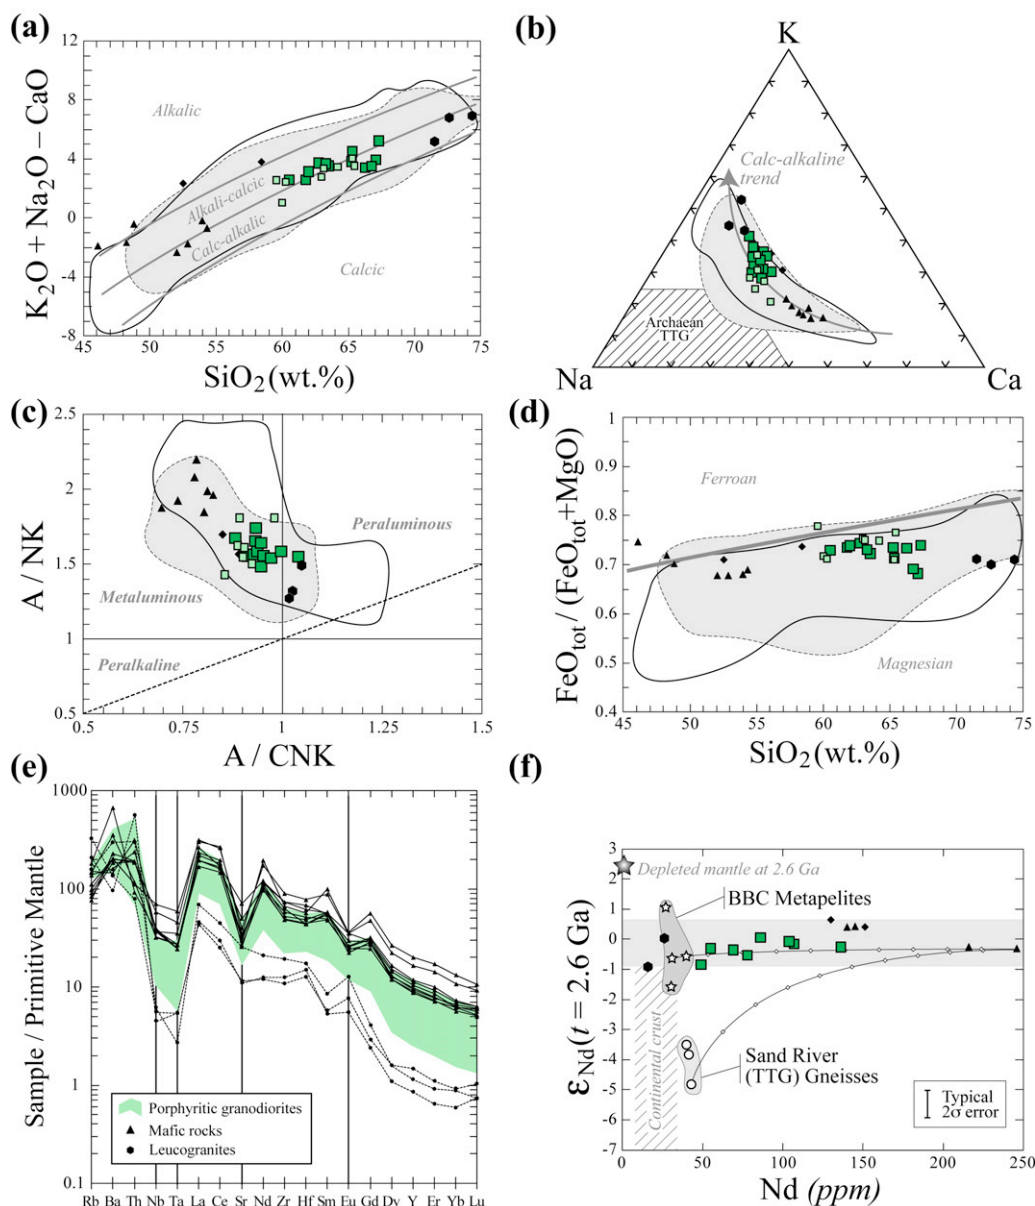 (a)
K2O + Na2O – CaO
12
8
4
0
-4
-8
Alkalic
Alkali-calcic
Calc-alkalic
Calcic
45 50 55 60 65 70 75
SiO2 (wt.%)
(b)
K
Calc-alkaline
trend
Archaean
TTG
Na
Ca
(c)
A / NK
2.5
2
1.5
1
0.5
Peraluminous
Metaluminous
Peralkaline
0.5 0.75 1 1.25 1.5
A / CNK
(d)
FeOtot / (FeOtot+MgO)
1
0.9
0.8
0.7
0.6
0.5
0.4
Ferroan
Magnesian
45 50 55 60 65 70 75
SiO2 (wt.%)
(e)
Sample / Primitive Mantle
1000
100
10
1
0.1
Porphyritic granodiorites
Mafic rocks
Leucogranites
Rb Ba Th Nb Ta La Ce Sr Nd Zr Hf Sm Eu Gd Dy Y Er Yb Lu
(f)
εNd(t = 2.6 Ga)
3
2
1
0
-1
-2
-3
-4
-5
-6
-7
Depleted mantle at 2.6 Ga
BBC Metapelites
Continental crust
Sand River
(TTG) Gneisses
Typical
2σ error
0 50 100 150 200 250
Nd (ppm)